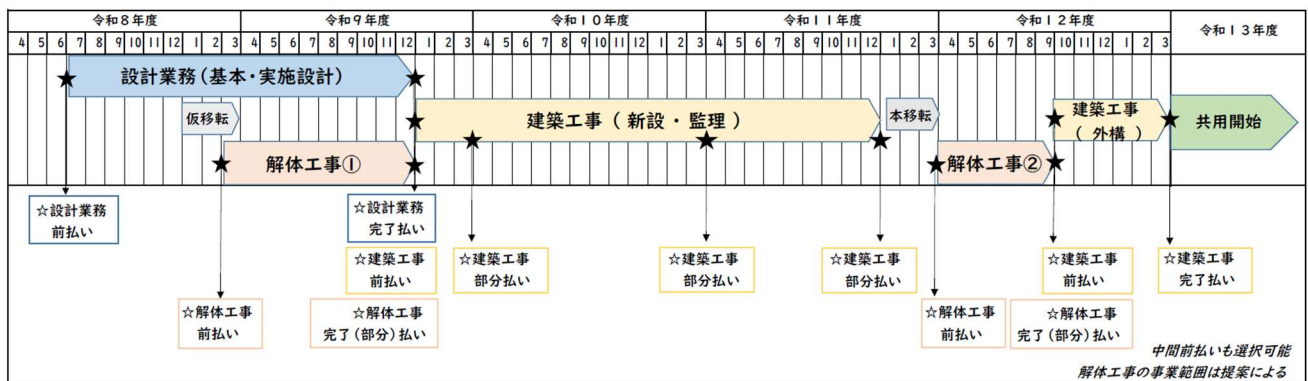 令和８年度 令和９年度 令和１０年度 令和１１年度 令和１２年度 令和１３年度
4 5 6 7 8 9 10 11 12 1 2 3 4 5 6 7 8 9 10 11 12 1 2 3 4 5 6 7 8 9 10 11 12 1 2 3 4 5 6 7 8 9 10 11 12 1 2 3 4 5 6 7 8 9 10 11 12 1 2 3
設計業務（基本・実施設計）
仮移転
建築工事（ 新設・監理 ）
本移転
建築工事
（ 外構 ）
共用開始
解体工事①
解体工事②
☆設計業務
前払い
☆設計業務
完了払い
☆建築工事
前払い
☆建築工事
部分払い
☆建築工事
部分払い
☆建築工事
部分払い
☆建築工事
前払い
☆建築工事
完了払い
☆解体工事
前払い
☆解体工事
完了(部分)払い
☆解体工事
前払い
☆解体工事
完了(部分)払い
中間前払いも選択可能
解体工事の事業範囲は提案による